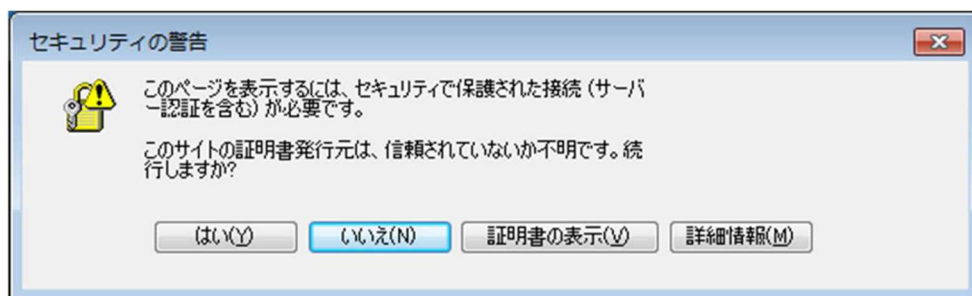 セキュリティの警告
このページを表示するには、セキュリティで保護された接続 (サーバ
ー認証を含む) が必要です。
このサイトの証明書発行元は、信頼されていないか不明です。続
行しますか?
はい(Y) いいえ(N) 証明書の表示(V) 詳細情報(M)